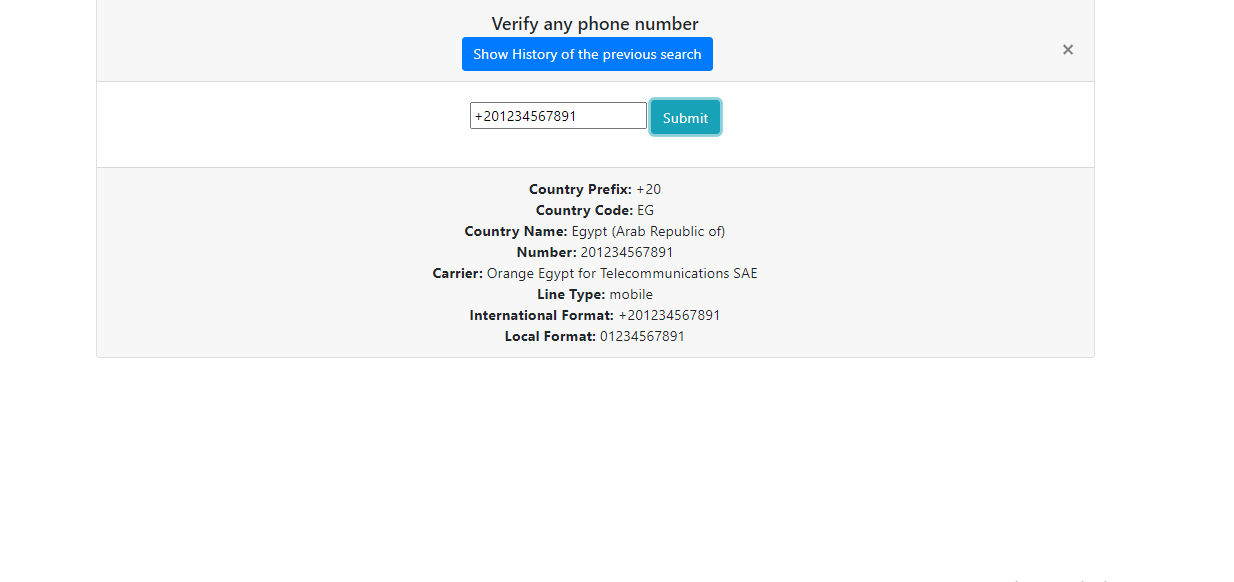 Verify any phone number
Show History of the previous search
×
+201234567891 Submit
Country Prefix: +20
Country Code: EG
Country Name: Egypt (Arab Republic of)
Number: 201234567891
Carrier: Orange Egypt for Telecommunications SAE
Line Type: mobile
International Format: +201234567891
Local Format: 01234567891